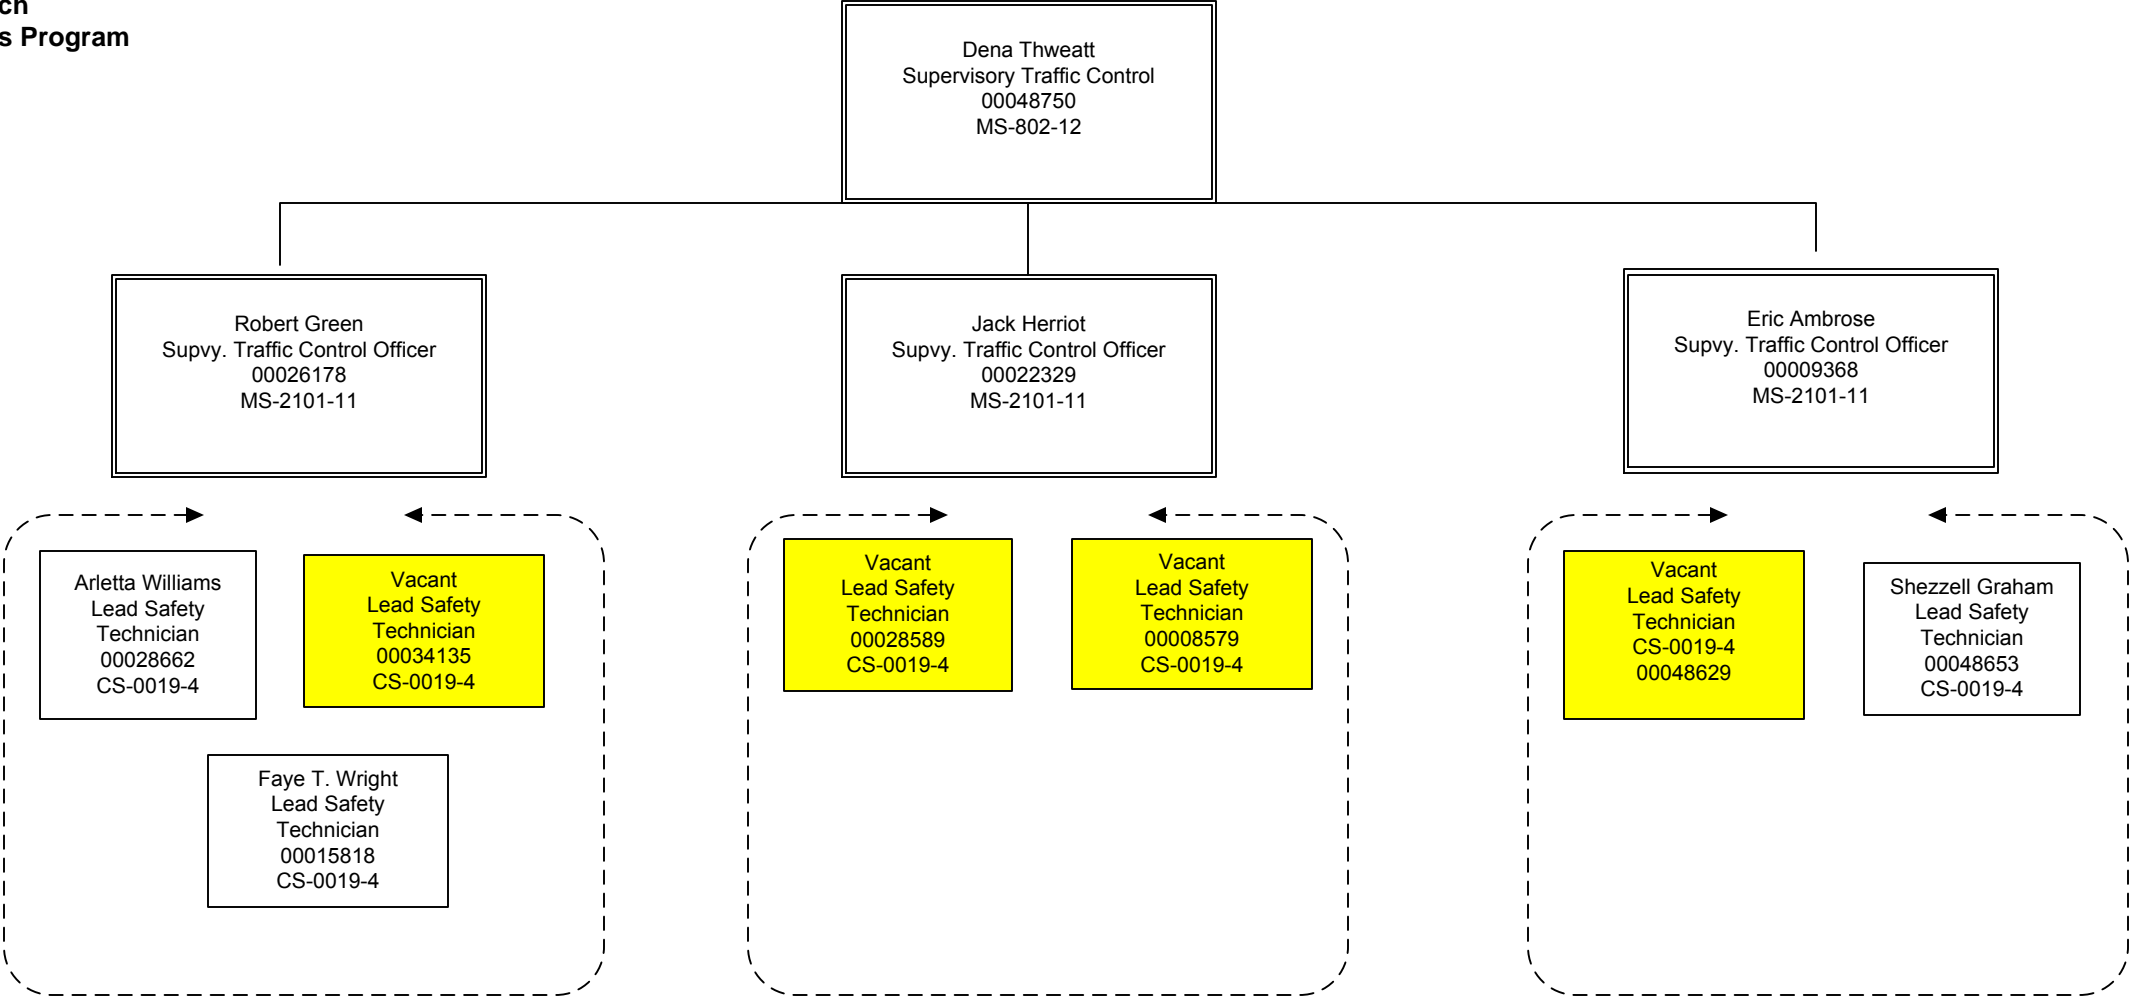 ch
s Program
Dena Thweatt
Supervisory Traffic Control
00048750
MS-802-12
Robert Green
Supvy. Traffic Control Officer
00026178
MS-2101-11
Jack Herriot
Supvy. Traffic Control Officer
00022329
MS-2101-11
Eric Ambrose
Supvy. Traffic Control Officer
00009368
MS-2101-11
Arletta Williams
Lead Safety
Technician
00028662
CS-0019-4
Vacant
Lead Safety
Technician
00034135
CS-0019-4
Faye T. Wright
Lead Safety
Technician
00015818
CS-0019-4
Vacant
Lead Safety
Technician
00028589
CS-0019-4
Vacant
Lead Safety
Technician
00008579
CS-0019-4
Vacant
Lead Safety
Technician
CS-0019-4
00048629
Shezzell Graham
Lead Safety
Technician
00048653
CS-0019-4